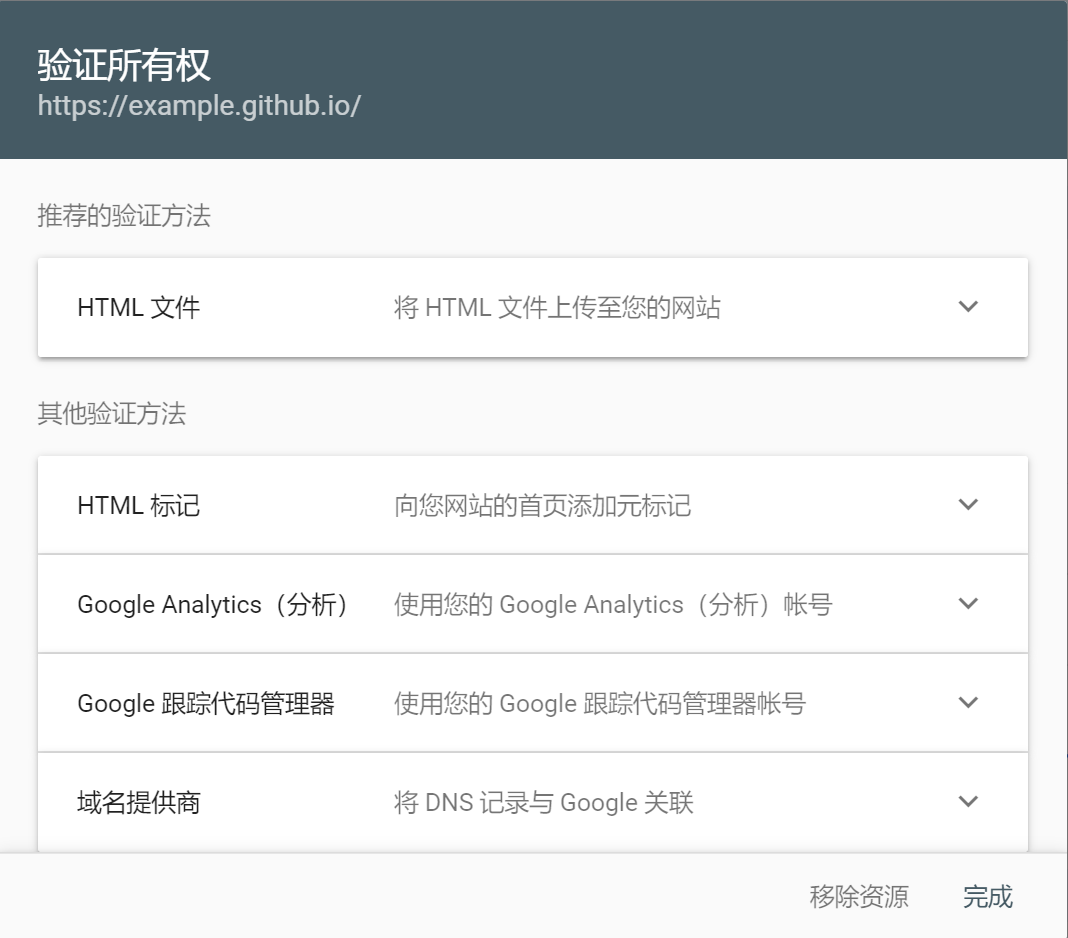 验证所有权
https://example.github.io/
推荐的验证方法
HTML 文件 将 HTML 文件上传至您的网站
其他验证方法
HTML 标记 向您网站的首页添加元标记
Google Analytics（分析） 使用您的 Google Analytics（分析）帐号
Google 跟踪代码管理器 使用您的 Google 跟踪代码管理器帐号
域名提供商 将 DNS 记录与 Google 关联
移除资源 完成